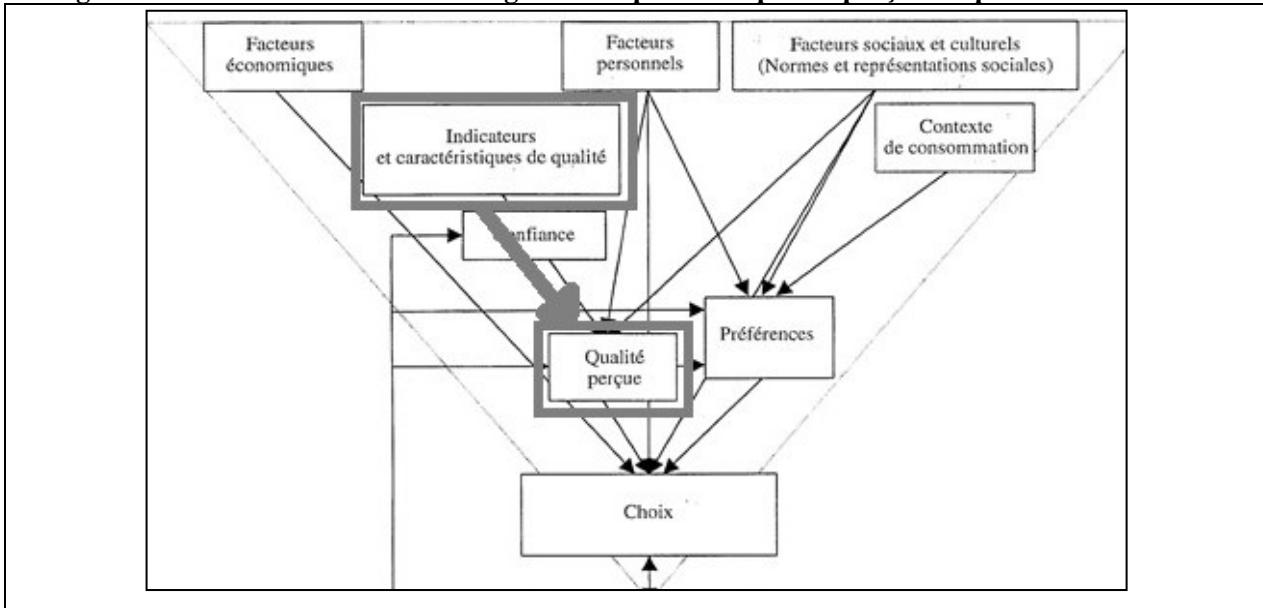 Facteurs
économiques
Facteurs
personnels
Facteurs sociaux et culturels
(Normes et représentations sociales)
Indicateurs
et caractéristiques de qualité
Contexte
de consommation
Préférences
Qualité
perçue
Choix